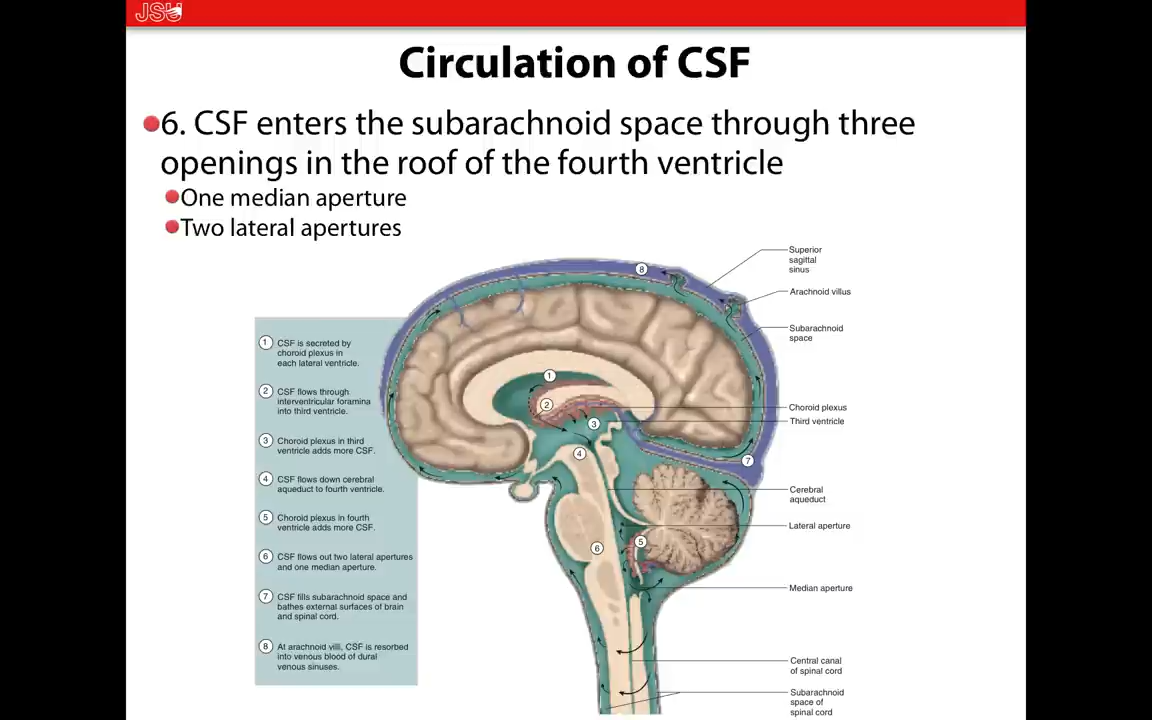 JSU
Circulation of CSF
6. CSF enters the subarachnoid space through three
openings in the roof of the fourth ventricle
One median aperture
Two lateral apertures
1 CSF is secreted by
choroid plexus in
each lateral ventricle.
2 CSF flows through
interventricular foramina
into third ventricle.
3 Choroid plexus in third
ventricle adds more CSF.
4 CSF flows down cerebral
aqueduct to fourth ventricle.
5 Choroid plexus in fourth
ventricle adds more CSF.
6 CSF flows out two lateral apertures
and one median aperture.
7 CSF fills subarachnoid space and
bathes external surfaces of brain
and spinal cord.
8 At arachnoid villi, CSF is resorbed
into venous blood of dural
venous sinuses.
8
1
2
3
4
7
5
6
Superior
sagittal
sinus
Arachnoid villus
Subarachnoid
space
Choroid plexus
Third ventricle
Cerebral
aqueduct
Lateral aperture
Median aperture
Central canal
of spinal cord
Subarachnoid
space of
spinal cord